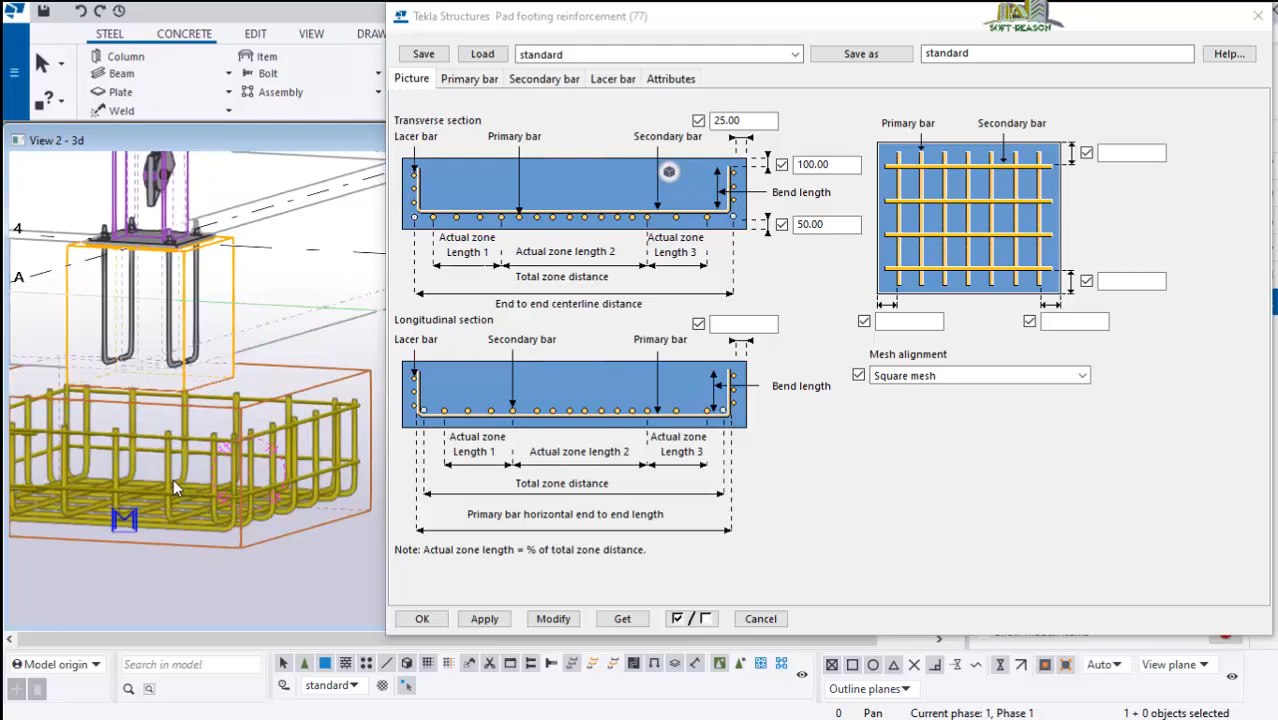 Tekla Structures Pad footing reinforcement (77)
SOFT-REASON
STEEL CONCRETE EDIT VIEW DRAW
Save Load standard Save as standard Help...
Column Item
Beam Bolt
Plate Assembly
Weld
Picture Primary bar Secondary bar Lacer bar Attributes
View 2 - 3d
Transverse section 25.00
Lacer bar Primary bar Secondary bar
100.00
Bend length
50.00
Actual zone Length 1
Actual zone length 2
Actual zone Length 3
Total zone distance
End to end centerline distance
Longitudinal section
Lacer bar Secondary bar Primary bar
Bend length
Actual zone Length 1
Actual zone length 2
Actual zone Length 3
Total zone distance
Primary bar horizontal end to end length
Note: Actual zone length = % of total zone distance.
Primary bar Secondary bar
Mesh alignment
Square mesh
4
A
OK Apply Modify Get / Cancel
Model origin Search in model
standard
Auto View plane
Outline planes
0 Pan Current phase: 1, Phase 1 1 + 0 objects selected